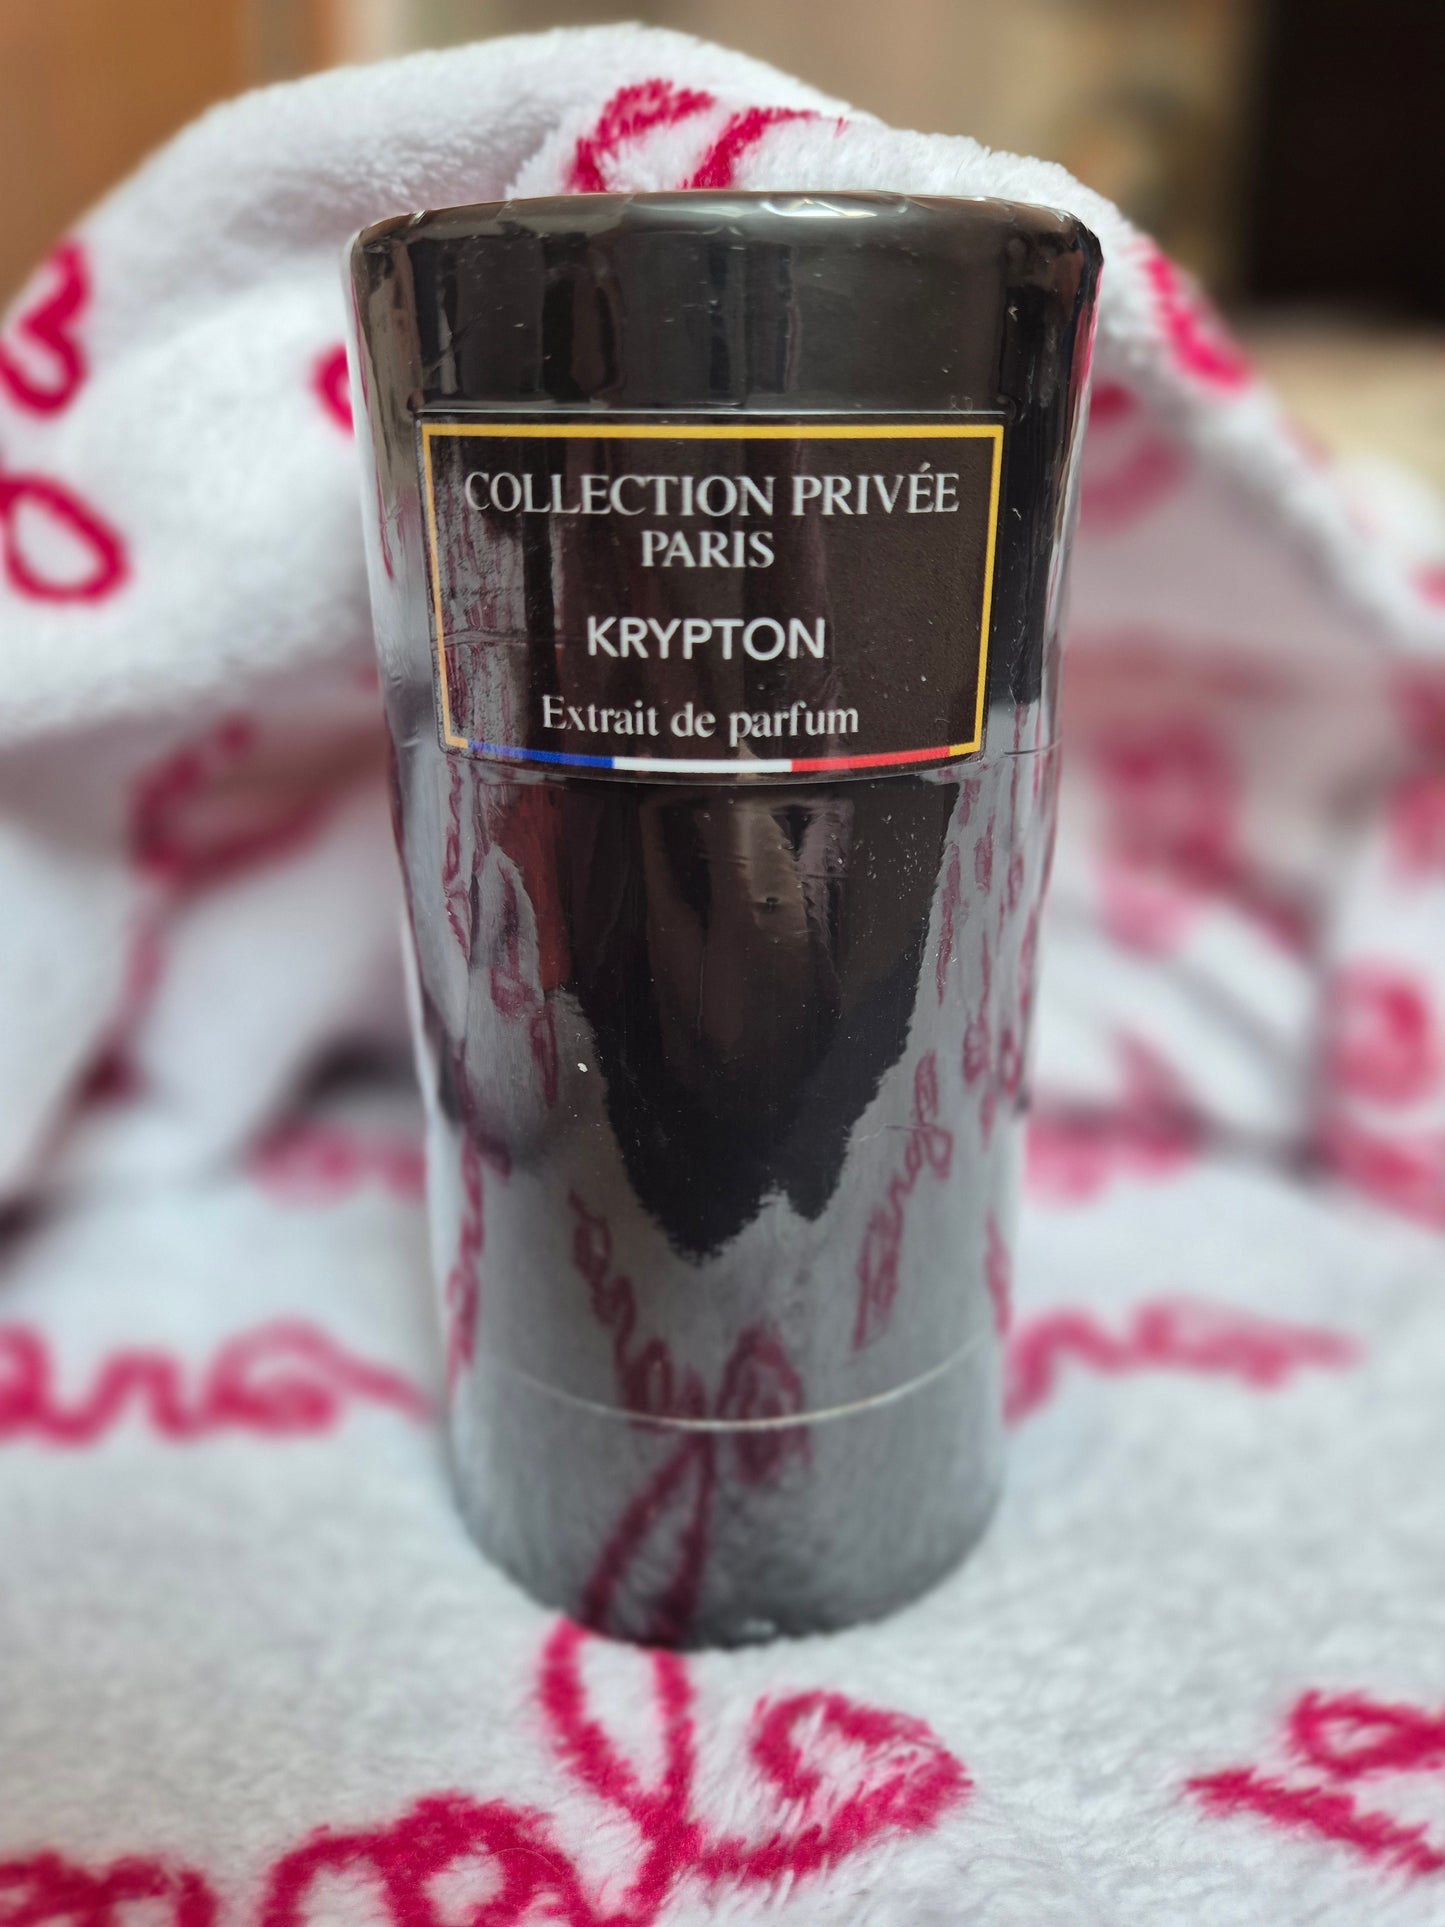 COLLECTION PRIVÉE
PARIS
KRYPTON
Extrait de parfum